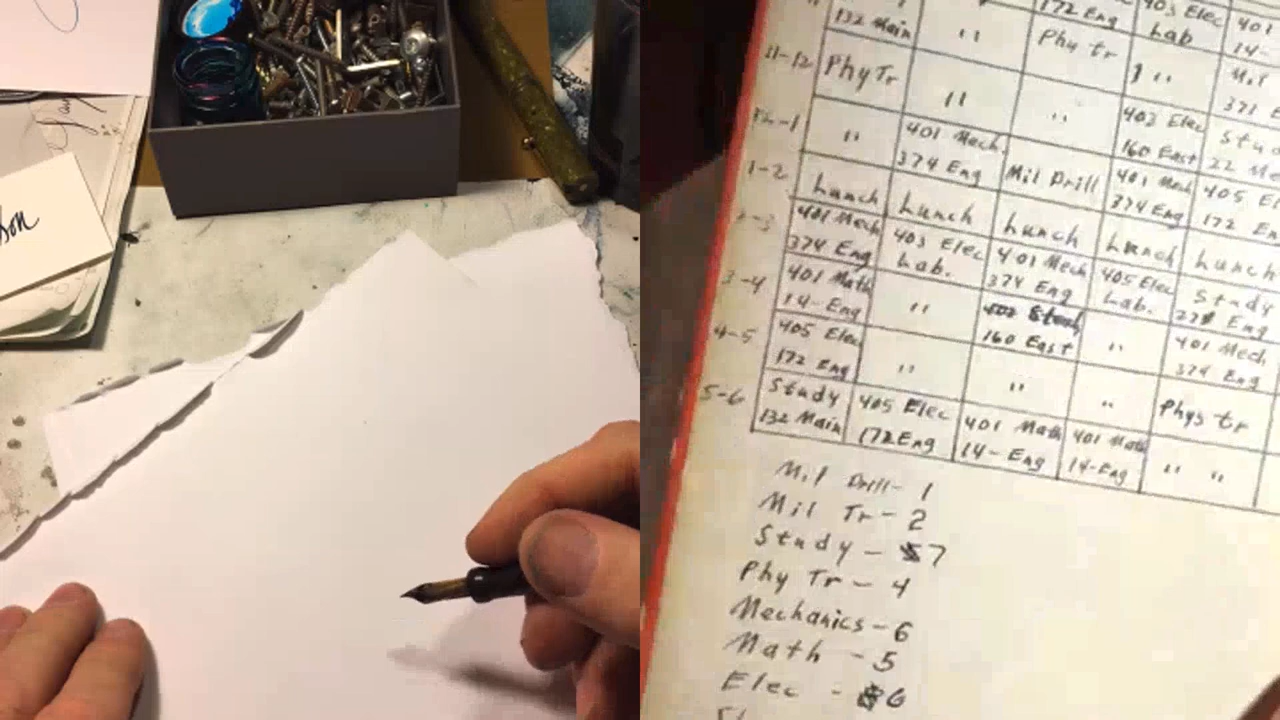 son
132 Main
"
172 Eng
403 Elec
Lab
401
14-
11-12
Phy Tr
"
Phy tr
"
Mil
371 E
12-1
"
401 Mech.
374 Eng
"
403 Elec
160 East
Stud
22 Me
1-2
Lunch
Lunch
Mil Drill
Lunch
401 Mech
374 Eng
Lunch
405 El
172 En
Lunch
2-3
401 Mech
374 Eng
403 Elec
Lab.
401 Mech
374 Eng
405 Elec
Lab.
Study
Eng
3-4
401 Math
14-Eng
"
160 East
"
401 Mech
374 Eng
4-5
405 Elec
172 Eng
"
"
"
Phys tr
5-6
Study
132 Main
405 Elec
172 Eng
401 Math
14-Eng
401 Math
14-Eng
" "
Mil Drill- 1
Mil Tr - 2
Study - 7
Phy Tr - 4
Mechanics - 6
Math - 5
Elec - 6